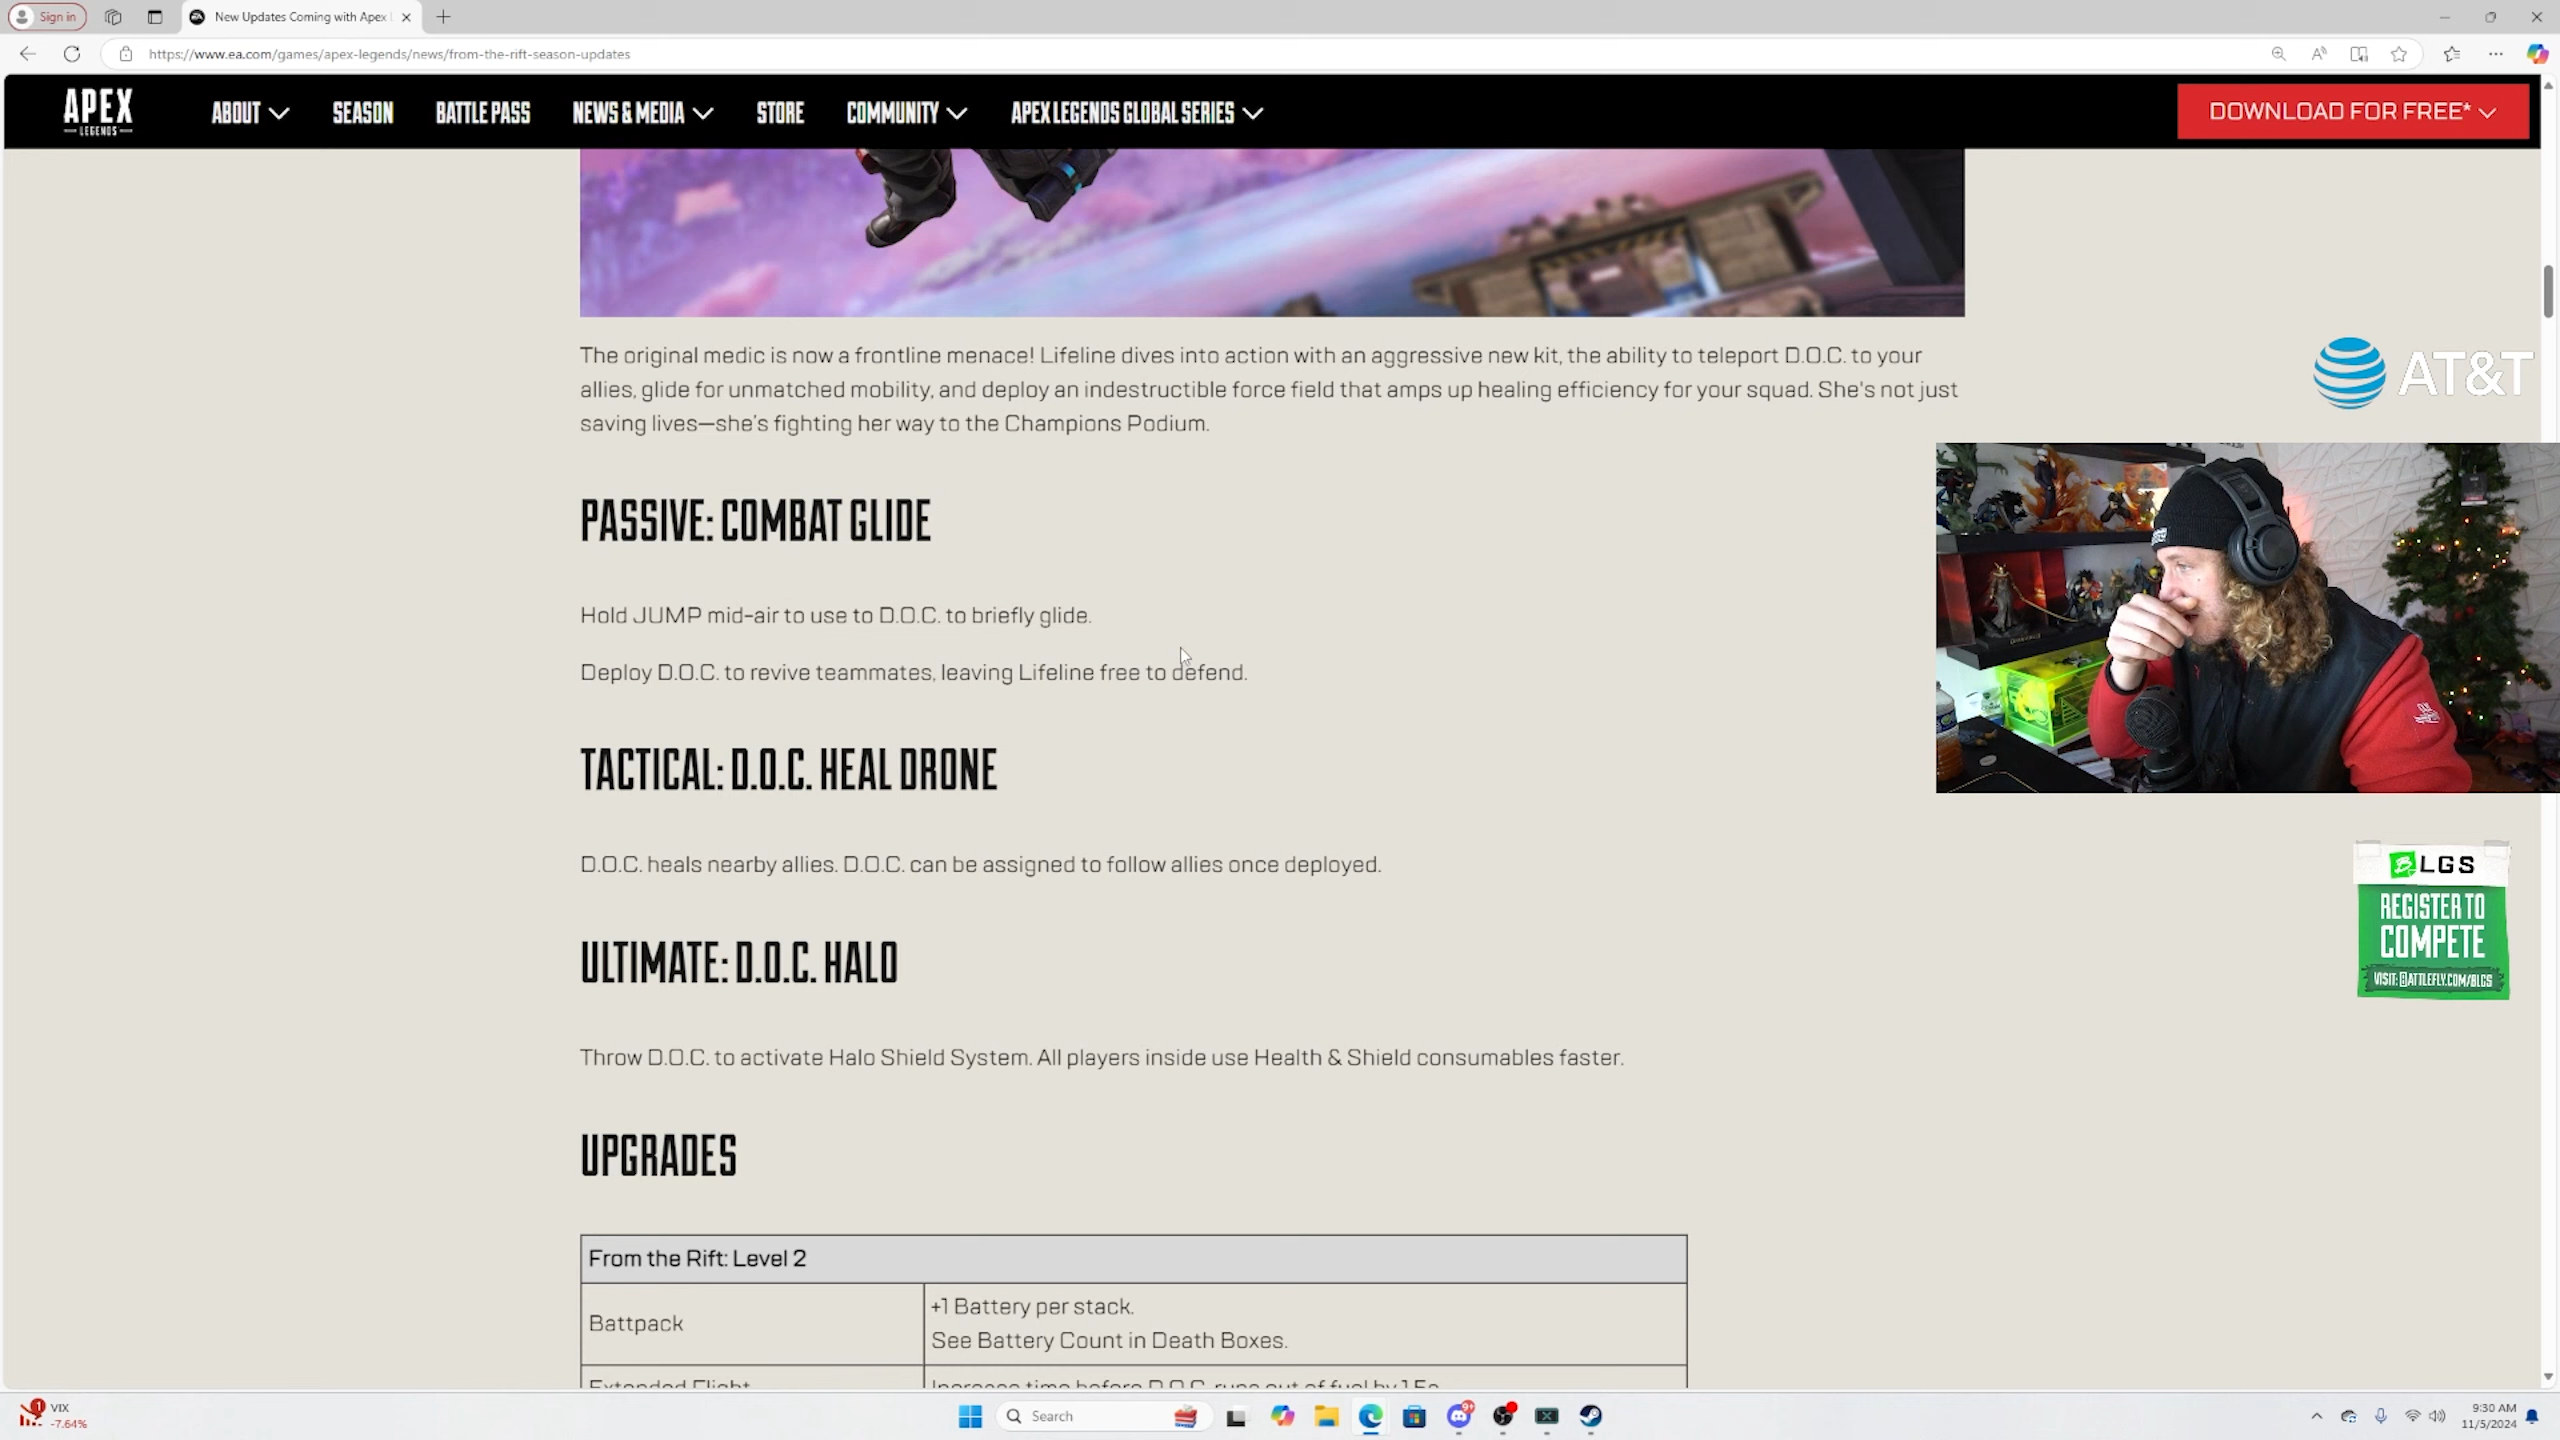 Sign in
New Updates Coming with Apex
https://www.ea.com/games/apex-legends/news/from-the-rift-season-updates
APEX
LEGENDS
ABOUT
SEASON
BATTLE PASS
NEWS & MEDIA
STORE
COMMUNITY
APEX LEGENDS GLOBAL SERIES
DOWNLOAD FOR FREE*
The original medic is now a frontline menace! Lifeline dives into action with an aggressive new kit, the ability to teleport D.O.C. to your
allies, glide for unmatched mobility, and deploy an indestructible force field that amps up healing efficiency for your squad. She's not just
saving lives—she's fighting her way to the Champions Podium.
AT&T
PASSIVE: COMBAT GLIDE
Hold JUMP mid-air to use to D.O.C. to briefly glide.
Deploy D.O.C. to revive teammates, leaving Lifeline free to defend.
TACTICAL: D.O.C. HEAL DRONE
D.O.C. heals nearby allies. D.O.C. can be assigned to follow allies once deployed.
BLGS
REGISTER TO
COMPETE
VISIT: BATTLEFLY.COM/BLGS
ULTIMATE: D.O.C. HALO
Throw D.O.C. to activate Halo Shield System. All players inside use Health & Shield consumables faster.
UPGRADES
From the Rift: Level 2
Battpack
+1 Battery per stack.
See Battery Count in Death Boxes.
Extended Flight
Increase time before D.O.C. runs out of fuel by 1.5s
1
VIX
-7.64%
Search
9+
9:30 AM
11/5/2024